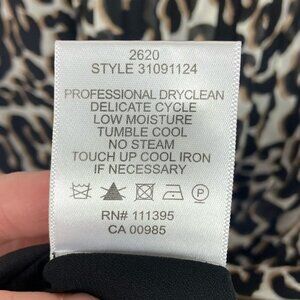 2620
STYLE 31091124
PROFESSIONAL DRYCLEAN
DELICATE CYCLE
LOW MOISTURE
TUMBLE COOL
NO STEAM
TOUCH UP COOL IRON
IF NECESSARY
P
RN# 111395
CA 00985